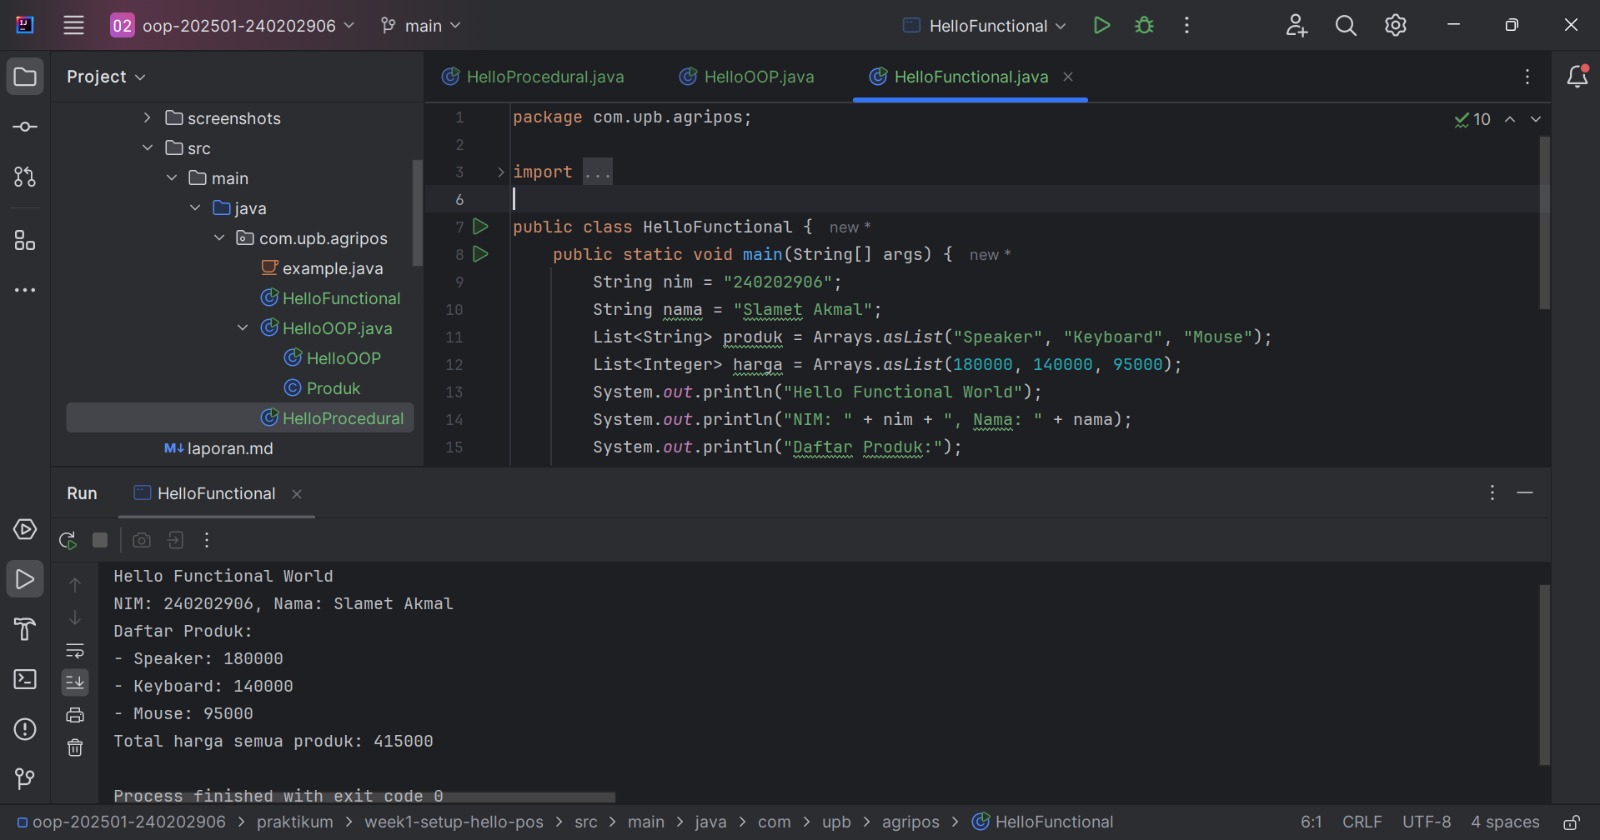 02 oop-202501-240202906 main HelloFunctional
Project
HelloProcedural.java HelloOOP.java HelloFunctional.java
screenshots
src
main
java
com.upb.agripos
example.java
HelloFunctional
HelloOOP.java
HelloOOP
Produk
HelloProcedural
M↓ laporan.md
10
1 package com.upb.agripos;
2
3 import ...
6
7 public class HelloFunctional { new *
8 public static void main(String[] args) { new *
9 String nim = "240202906";
10 String nama = "Slamet Akmal";
11 List<String> produk = Arrays.asList("Speaker", "Keyboard", "Mouse");
12 List<Integer> harga = Arrays.asList(180000, 140000, 95000);
13 System.out.println("Hello Functional World");
14 System.out.println("NIM: " + nim + ", Nama: " + nama);
15 System.out.println("Daftar Produk:");
Run HelloFunctional
Hello Functional World
NIM: 240202906, Nama: Slamet Akmal
Daftar Produk:
- Speaker: 180000
- Keyboard: 140000
- Mouse: 95000
Total harga semua produk: 415000
Process finished with exit code 0
oop-202501-240202906 > praktikum > week1-setup-hello-pos > src > main > java > com > upb > agripos > HelloFunctional 6:1 CRLF UTF-8 4 spaces